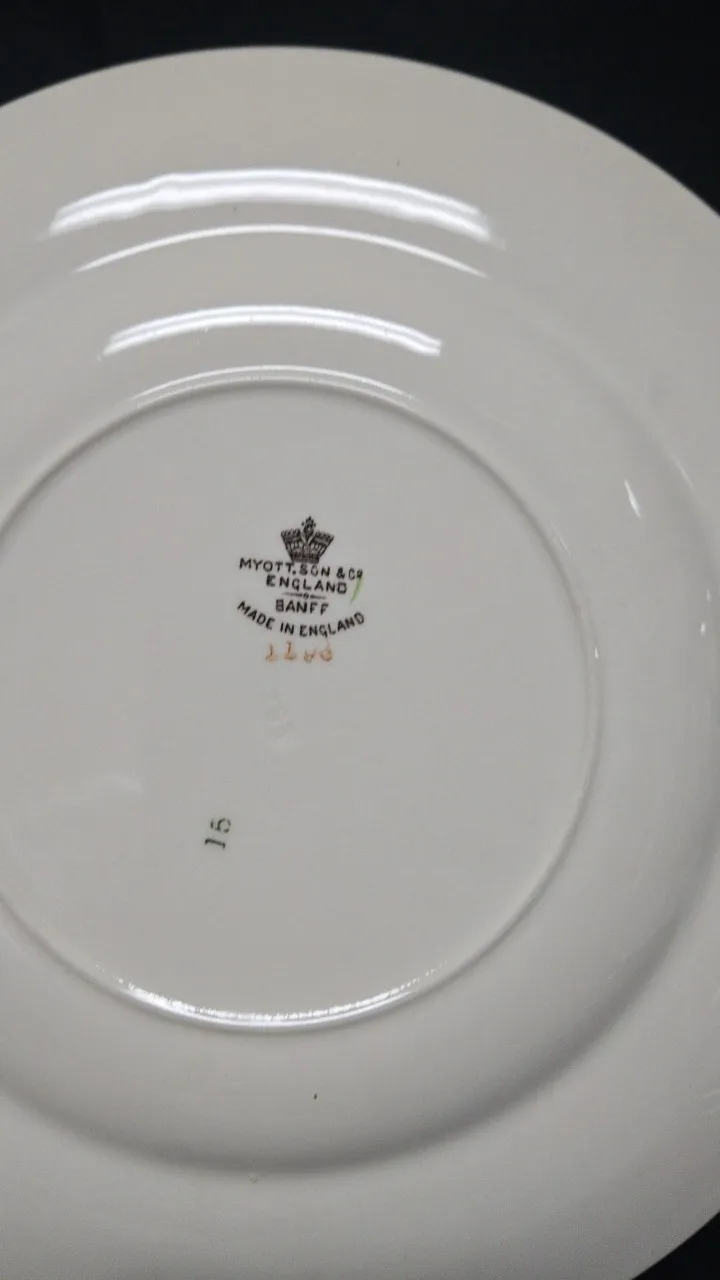 MYOTT, SON & Co
ENGLAND
BANFF
MADE IN ENGLAND
15